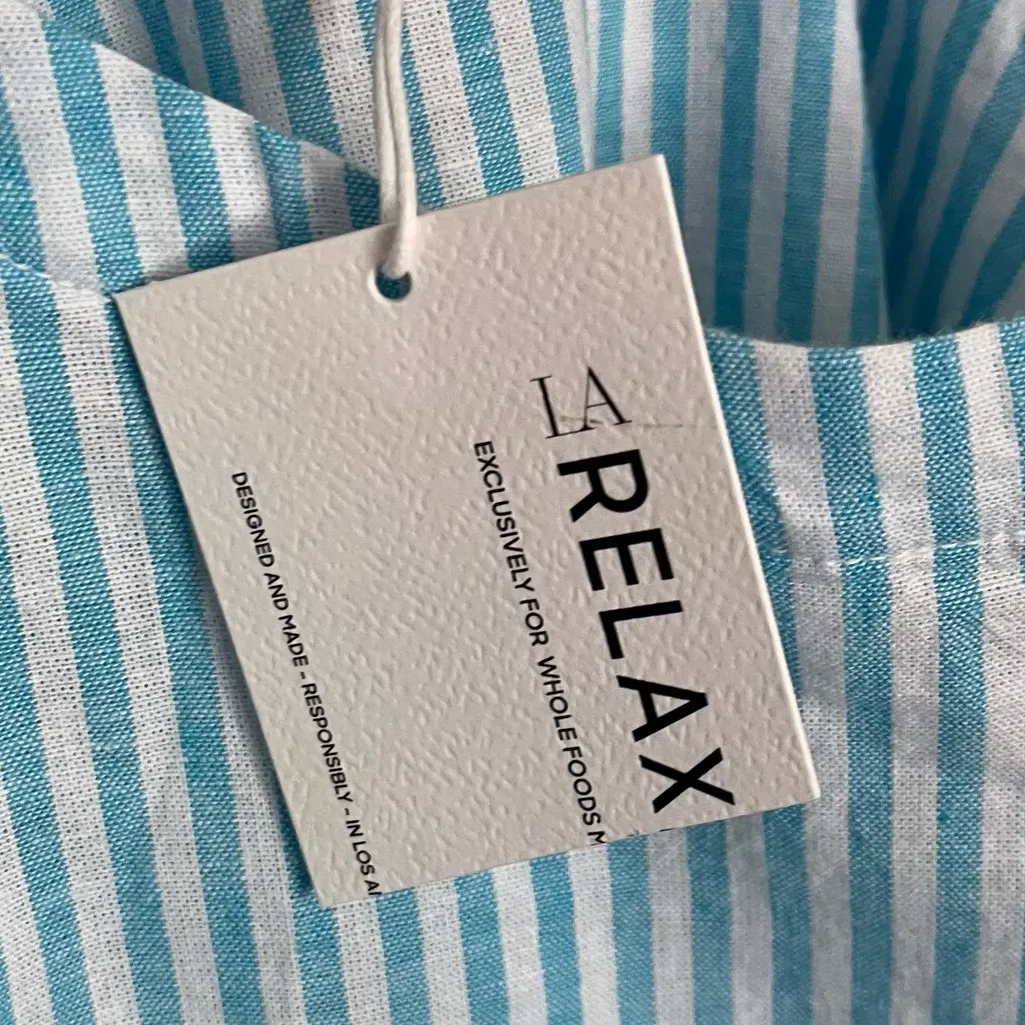 LA
RELAX
EXCLUSIVELY FOR WHOLE FOODS M
DESIGNED AND MADE - RESPONSIBLY - IN LOS A